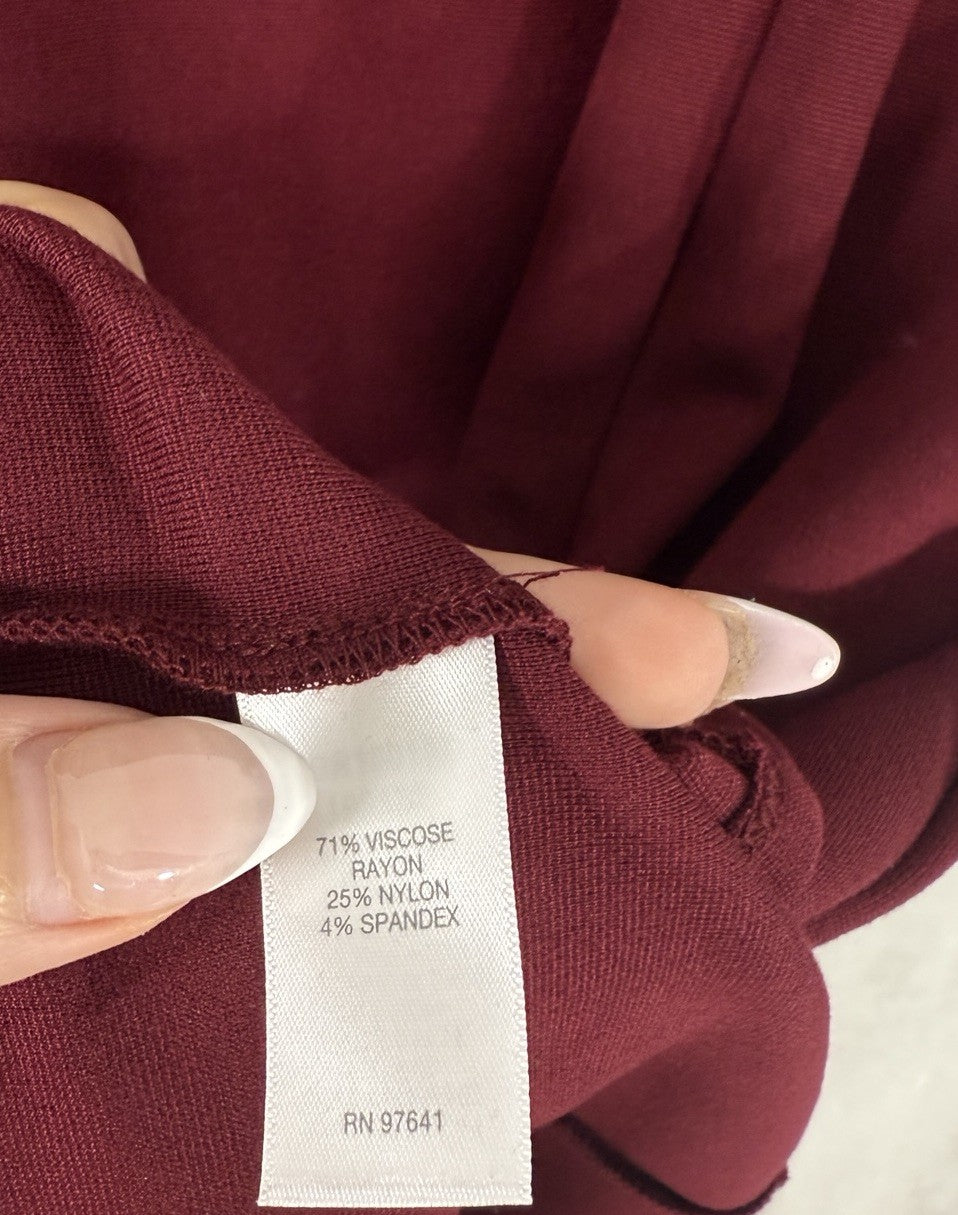 71% VISCOSE
RAYON
25% NYLON
4% SPANDEX
RN 97641